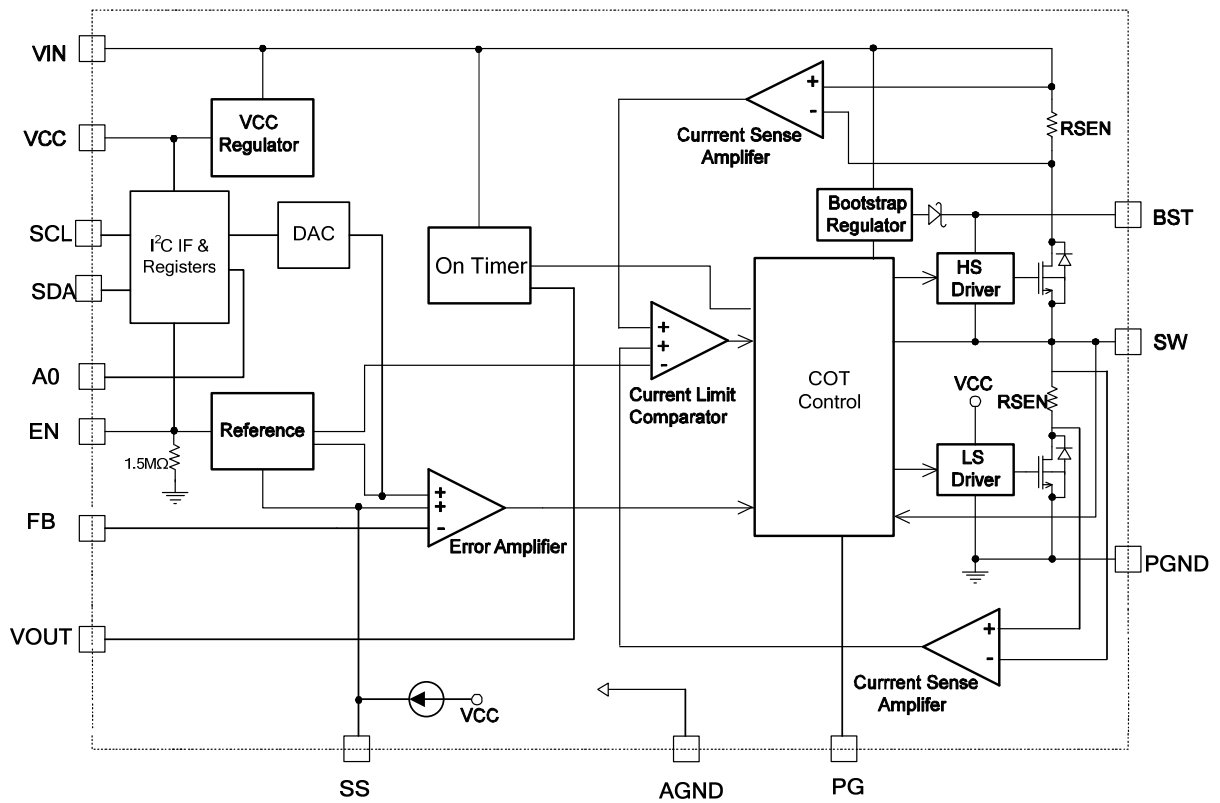 VIN
VCC
Regulator
+
-
Currrent Sense
Amplifer
RSEN
VCC
SCL
I²C IF &
Registers
DAC
On Timer
Bootstrap
Regulator
BST
SDA
HS
Driver
+
+
-
Current Limit
Comparator
COT
Control
SW
A0
VCC
RSEN
EN
Reference
1.5MΩ
LS
Driver
FB
+
+
-
Error Amplifier
PGND
VOUT
+
-
Currrent Sense
Amplifer
VCC
SS
AGND
PG